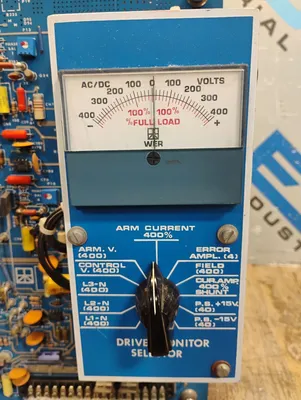 AC/DC VOLTS
400 300 200 100 0 100 200 300 400
100% 100%
% FULL LOAD
- +
WER
ARM CURRENT
400%
ARM. V.
(400)
CONTROL
V. (400)
L3-N
(400)
L2-N
(400)
L1-N
(400)
ERROR
AMPL. (4)
FIELD
(400)
CUR.AMP.
400%
SHUNT
P.S. +15V
(40)
P.S. -15V
(40)
DRIVE MONITOR
SELECTOR